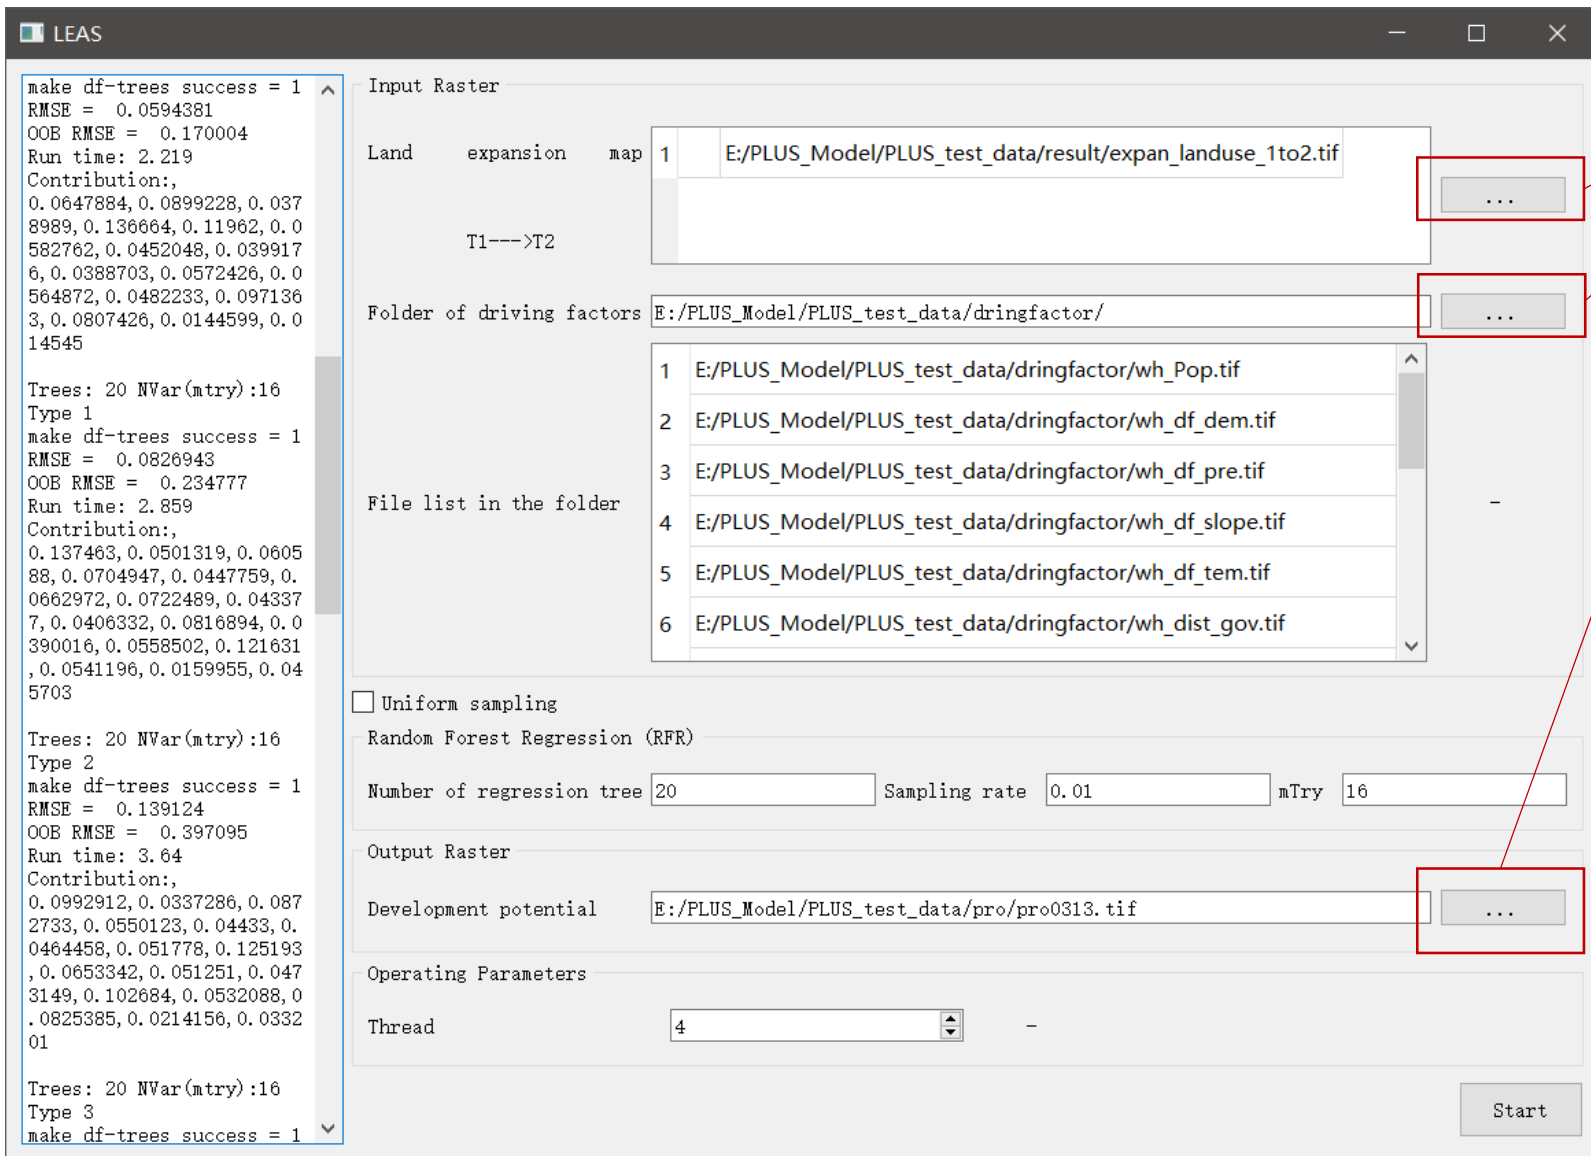 LEAS
make df-trees success = 1
RMSE =  0.0594381
OOB RMSE =  0.170004
Run time: 2.219
Contribution:,
0.0647884,0.0899228,0.037
8989,0.136664,0.11962,0.0
582762,0.0452048,0.039917
6,0.0388703,0.0572426,0.0
564872,0.0482233,0.097136
3,0.0807426,0.0144599,0.0
14545
Trees: 20 NVar(mtry):16
Type 1
make df-trees success = 1
RMSE =  0.0826943
OOB RMSE =  0.234777
Run time: 2.859
Contribution:,
0.137463,0.0501319,0.0605
88,0.0704947,0.0447759,0.
0662972,0.0722489,0.04337
7,0.0406332,0.0816894,0.0
390016,0.0558502,0.121631
,0.0541196,0.0159955,0.04
5703
Trees: 20 NVar(mtry):16
Type 2
make df-trees success = 1
RMSE =  0.139124
OOB RMSE =  0.397095
Run time: 3.64
Contribution:,
0.0992912,0.0337286,0.087
2733,0.0550123,0.04433,0.
0464458,0.051778,0.125193
,0.0653342,0.051251,0.047
3149,0.102684,0.0532088,0
.0825385,0.0214156,0.0332
01
Trees: 20 NVar(mtry):16
Type 3
make df-trees success = 1
Input Raster
Land expansion map 1 E:/PLUS_Model/PLUS_test_data/result/expan_landuse_1to2.tif
...
T1--->T2
Folder of driving factors E:/PLUS_Model/PLUS_test_data/dringfactor/ ...
File list in the folder
1 E:/PLUS_Model/PLUS_test_data/dringfactor/wh_Pop.tif
2 E:/PLUS_Model/PLUS_test_data/dringfactor/wh_df_dem.tif
3 E:/PLUS_Model/PLUS_test_data/dringfactor/wh_df_pre.tif
4 E:/PLUS_Model/PLUS_test_data/dringfactor/wh_df_slope.tif
5 E:/PLUS_Model/PLUS_test_data/dringfactor/wh_df_tem.tif
6 E:/PLUS_Model/PLUS_test_data/dringfactor/wh_dist_gov.tif
-
Uniform sampling
Random Forest Regression (RFR)
Number of regression tree 20 Sampling rate 0.01 mTry 16
Output Raster
Development potential E:/PLUS_Model/PLUS_test_data/pro/pro0313.tif ...
Operating Parameters
Thread 4 -
Start